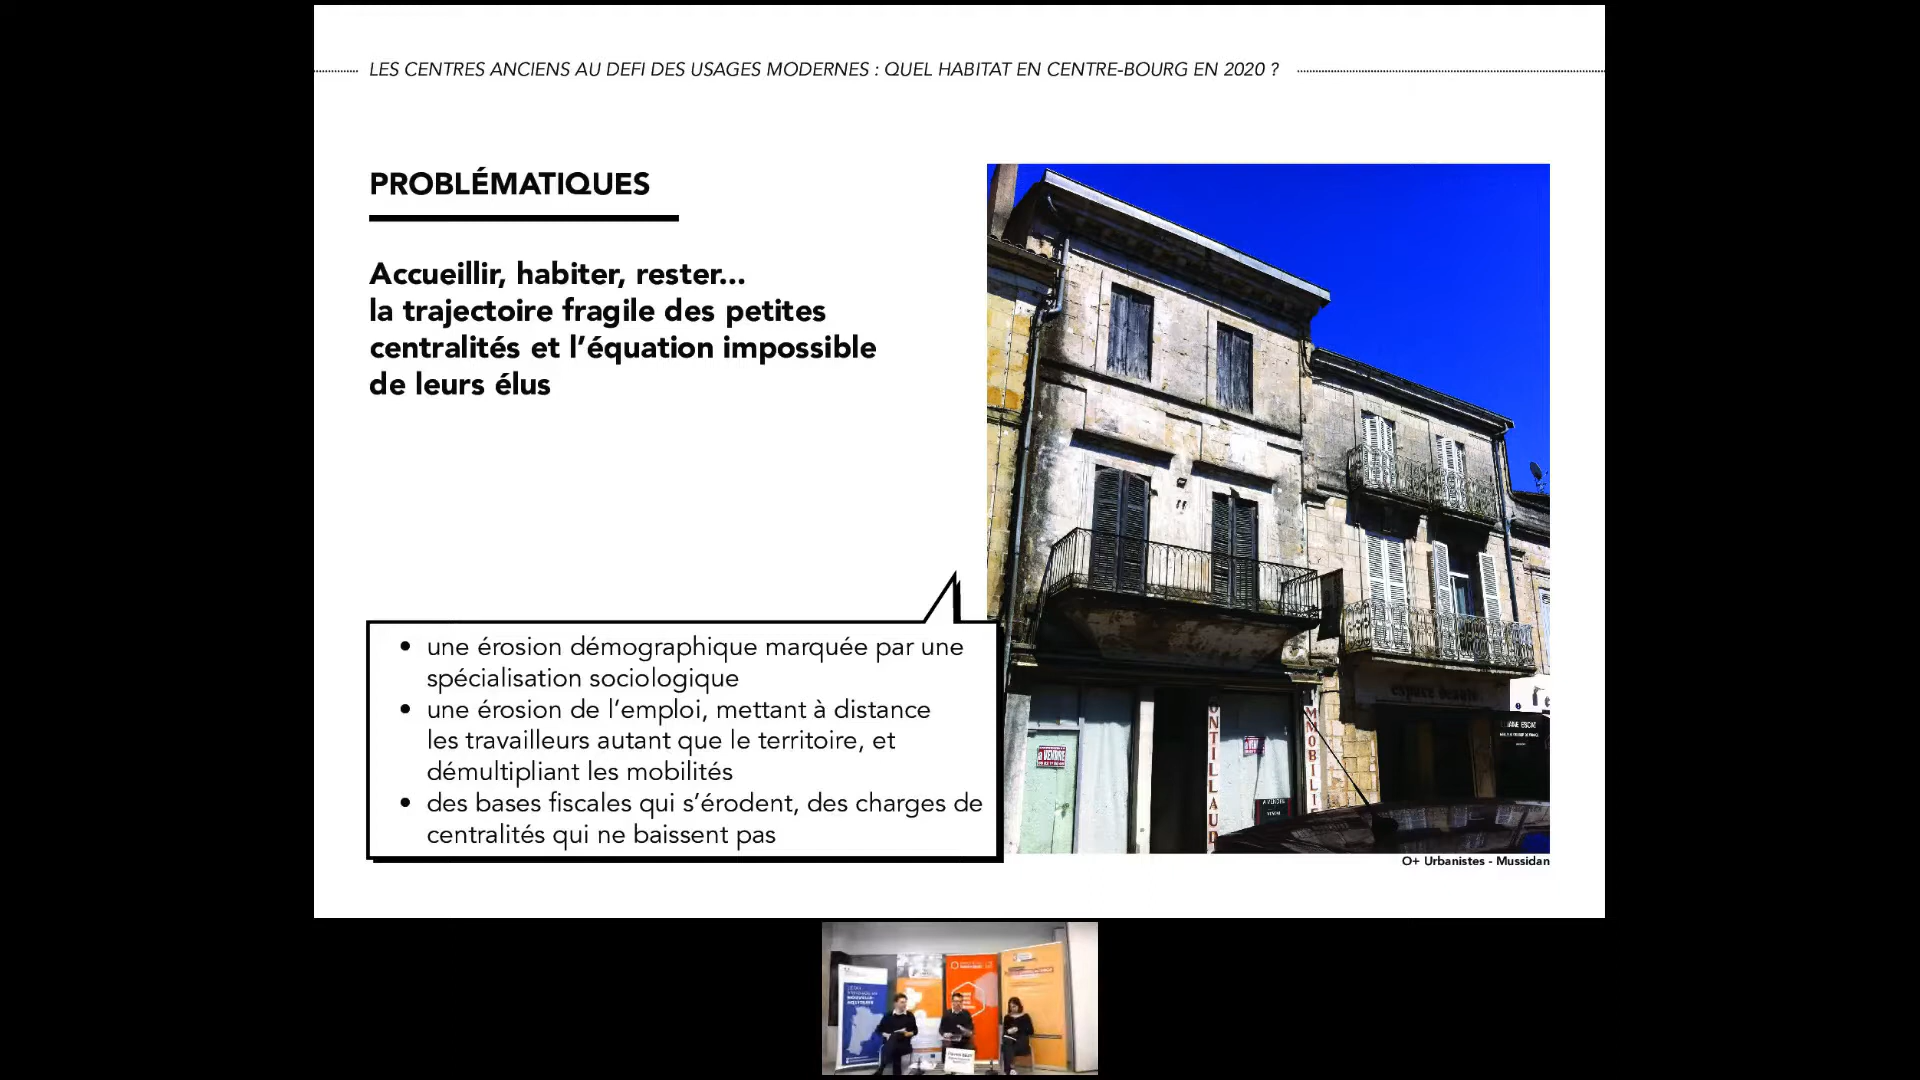 LES CENTRES ANCIENS AU DEFI DES USAGES MODERNES : QUEL HABITAT EN CENTRE-BOURG EN 2020 ?
PROBLÉMATIQUES
Accueillir, habiter, rester...
la trajectoire fragile des petites
centralités et l’équation impossible
de leurs élus
• une érosion démographique marquée par une
spécialisation sociologique
• une érosion de l’emploi, mettant à distance
les travailleurs autant que le territoire, et
démultipliant les mobilités
• des bases fiscales qui s’érodent, des charges de
centralités qui ne baissent pas
espace beauté
A VENDRE
O+ Urbanistes - Mussidan